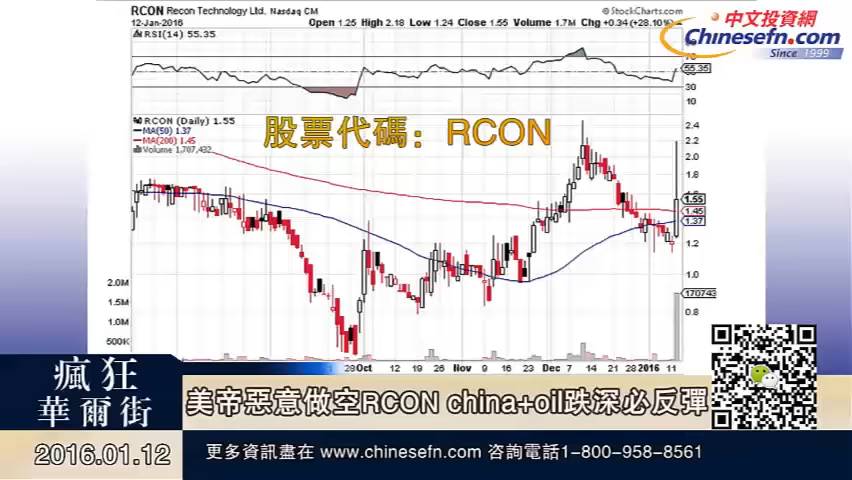 RCON Recon Technology Ltd. Nasdaq CM
© StockCharts.com
12-Jan-2016
Open 1.25 High 2.18 Low 1.24 Close 1.55 Volume 1.7M Chg +0.34 (+28.10%)
中文投資網
Chinesefn.com
Since 1999
RSI(14) 55.35
70
55.35
30
10
RCON (Daily) 1.55
MA(50) 1.37
MA(200) 1.45
Volume 1,707,432
股票代碼：RCON
2.4
2.2
2.0
1.8
1.55
1.45
1.37
1.2
1.0
0.8
1707432
2.0M
1.5M
1.0M
500K
28 Oct 12 19 26 Nov 9 16 23 Dec 7 14 21 28 2016 11
瘋狂
華爾街
2016.01.12
美帝惡意做空RCON china+oil跌深必反彈
更多資訊盡在 www.chinesefn.com 咨詢電話1-800-958-8561